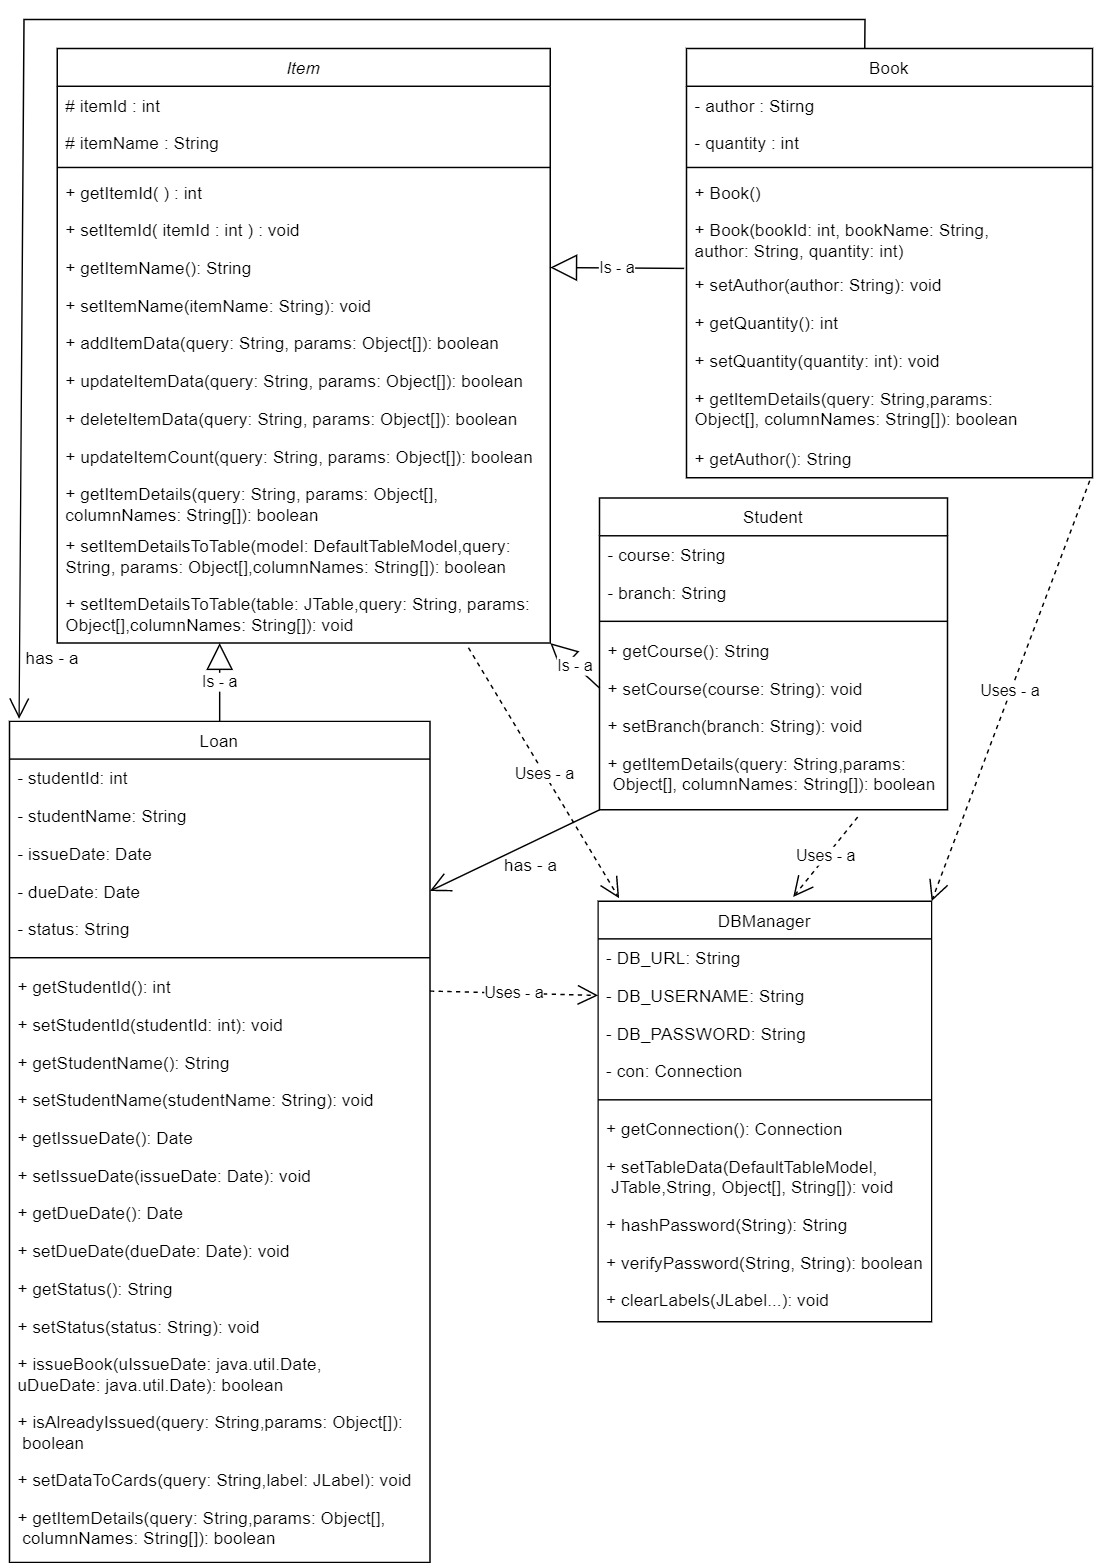 Item
# itemId : int
# itemName : String
+ getItemId( ) : int
+ setItemId( itemId : int ) : void
+ getItemName(): String
+ setItemName(itemName: String): void
+ addItemData(query: String, params: Object[]): boolean
+ updateItemData(query: String, params: Object[]): boolean
+ deleteItemData(query: String, params: Object[]): boolean
+ updateItemCount(query: String, params: Object[]): boolean
+ getItemDetails(query: String, params: Object[],
columnNames: String[]): boolean
+ setItemDetailsToTable(model: DefaultTableModel,query:
String, params: Object[],columnNames: String[]): boolean
+ setItemDetailsToTable(table: JTable,query: String, params:
Object[],columnNames: String[]): void
Is - a
Book
- author : Stirng
- quantity : int
+ Book()
+ Book(bookId: int, bookName: String,
author: String, quantity: int)
+ setAuthor(author: String): void
+ getQuantity(): int
+ setQuantity(quantity: int): void
+ getItemDetails(query: String,params:
Object[], columnNames: String[]): boolean
+ getAuthor(): String
Student
- course: String
- branch: String
+ getCourse(): String
+ setCourse(course: String): void
+ setBranch(branch: String): void
+ getItemDetails(query: String,params:
Object[], columnNames: String[]): boolean
has - a
Is - a
Is - a
Uses - a
Uses - a
Uses - a
has - a
Loan
- studentId: int
- studentName: String
- issueDate: Date
- dueDate: Date
- status: String
+ getStudentId(): int
+ setStudentId(studentId: int): void
+ getStudentName(): String
+ setStudentName(studentName: String): void
+ getIssueDate(): Date
+ setIssueDate(issueDate: Date): void
+ getDueDate(): Date
+ setDueDate(dueDate: Date): void
+ getStatus(): String
+ setStatus(status: String): void
+ issueBook(uIssueDate: java.util.Date,
uDueDate: java.util.Date): boolean
+ isAlreadyIssued(query: String,params: Object[]):
boolean
+ setDataToCards(query: String,label: JLabel): void
+ getItemDetails(query: String,params: Object[],
columnNames: String[]): boolean
Uses - a
DBManager
- DB_URL: String
- DB_USERNAME: String
- DB_PASSWORD: String
- con: Connection
+ getConnection(): Connection
+ setTableData(DefaultTableModel,
JTable,String, Object[], String[]): void
+ hashPassword(String): String
+ verifyPassword(String, String): boolean
+ clearLabels(JLabel...): void